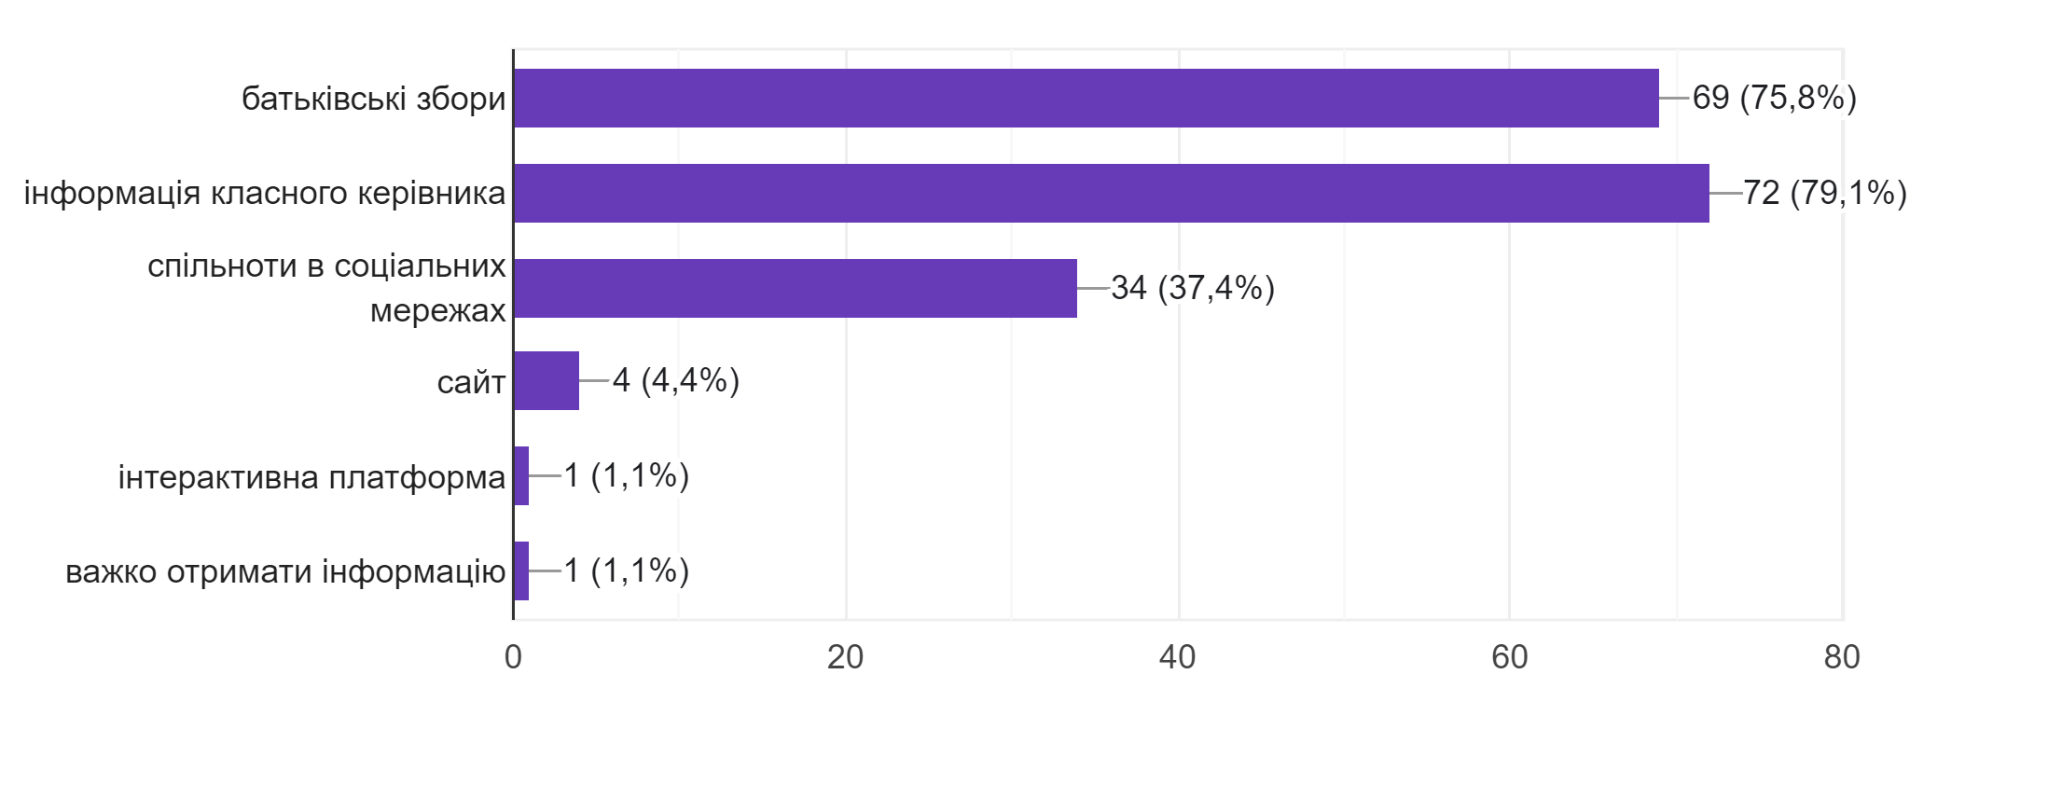 батьківські збори
69 (75,8%)
інформація класного керівника
72 (79,1%)
спільноти в соціальних
мережах
34 (37,4%)
сайт
4 (4,4%)
інтерактивна платформа
1 (1,1%)
важко отримати інформацію
1 (1,1%)
0 20 40 60 80